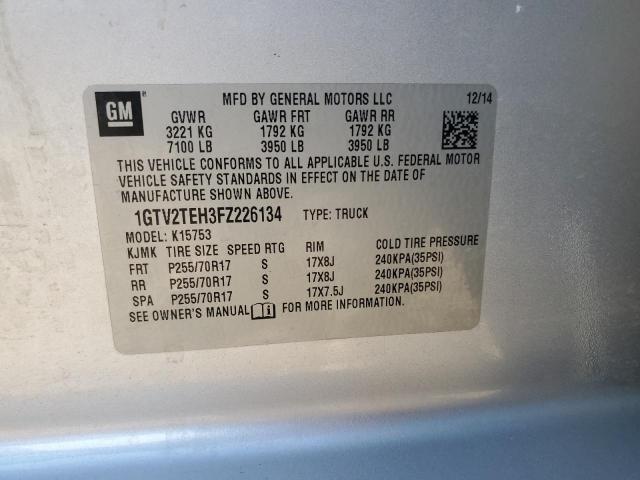 GM
MFD BY GENERAL MOTORS LLC 12/14
GVWR GAWR FRT GAWR RR
3221 KG 1792 KG 1792 KG
7100 LB 3950 LB 3950 LB
THIS VEHICLE CONFORMS TO ALL APPLICABLE U.S. FEDERAL MOTOR
VEHICLE SAFETY STANDARDS IN EFFECT ON THE DATE OF
MANUFACTURE SHOWN ABOVE.
1GTV2TEH3FZ226134 TYPE: TRUCK
MODEL: K15753
KJMK TIRE SIZE SPEED RTG RIM COLD TIRE PRESSURE
FRT P255/70R17 S 17X8J 240KPA(35PSI)
RR P255/70R17 S 17X8J 240KPA(35PSI)
SPA P255/70R17 S 17X7.5J 240KPA(35PSI)
SEE OWNER'S MANUAL FOR MORE INFORMATION.